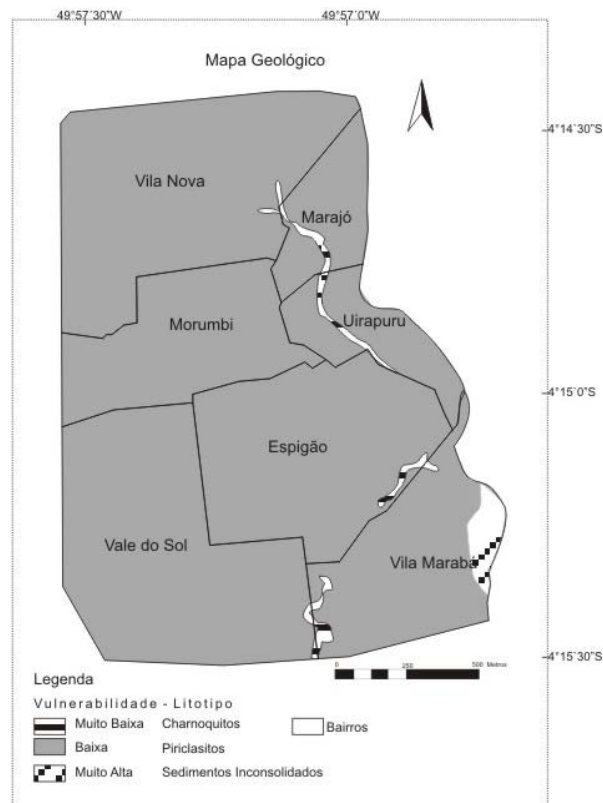 49°57´30"W 49°57´0"W
Mapa Geológico
4°14´30"S
Vila Nova
Marajó
Uirapuru
Morumbi
4°15´0"S
Espigão
Vale do Sol
Vila Marabá
4°15´30"S
0 250 500 Metros
Legenda
Vulnerabilidade - Litotipo
Muito Baixa Charnoquitos Bairros
Baixa Piriclasitos
Muito Alta Sedimentos Inconsolidados